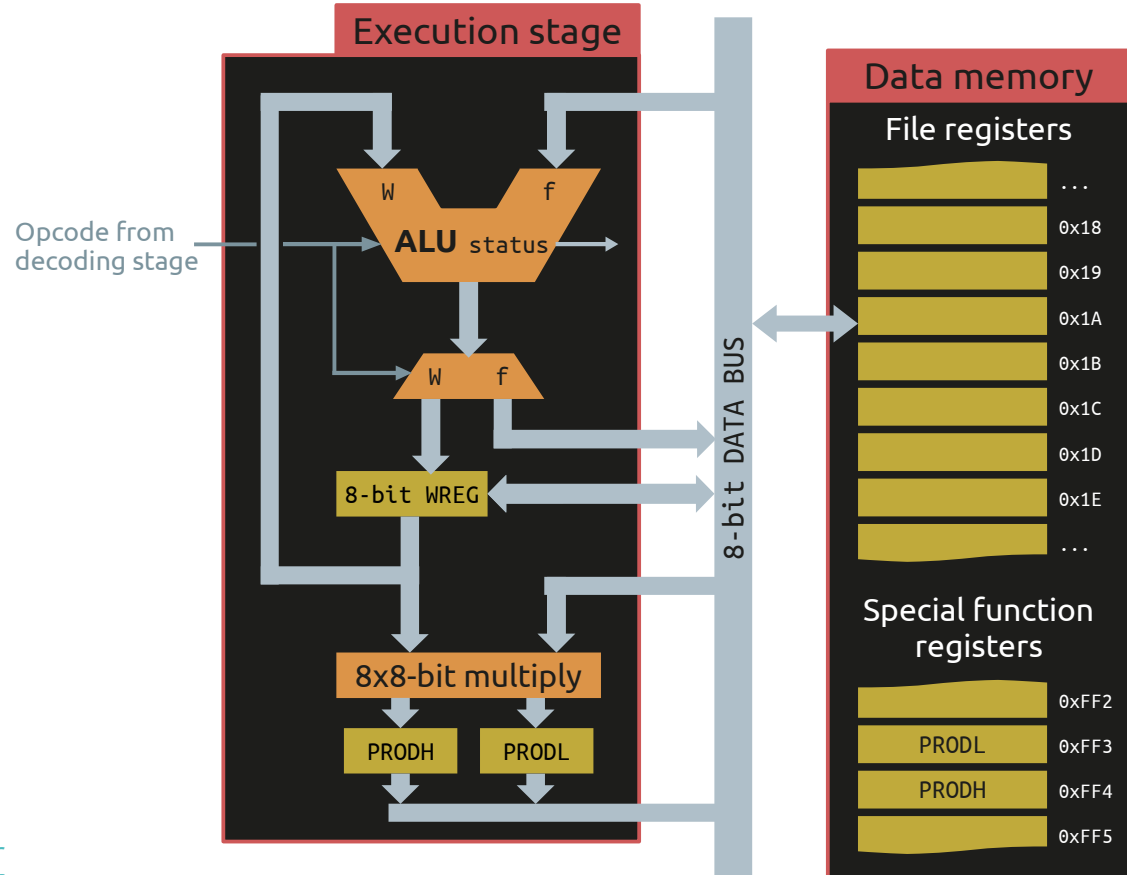 Execution stage
Opcode from
decoding stage
W
f
ALU status
W
f
8-bit WREG
8x8-bit multiply
PRODH
PRODL
8-bit DATA BUS
Data memory
File registers
...
0x18
0x19
0x1A
0x1B
0x1C
0x1D
0x1E
...
Special function
registers
0xFF2
PRODL
0xFF3
PRODH
0xFF4
0xFF5